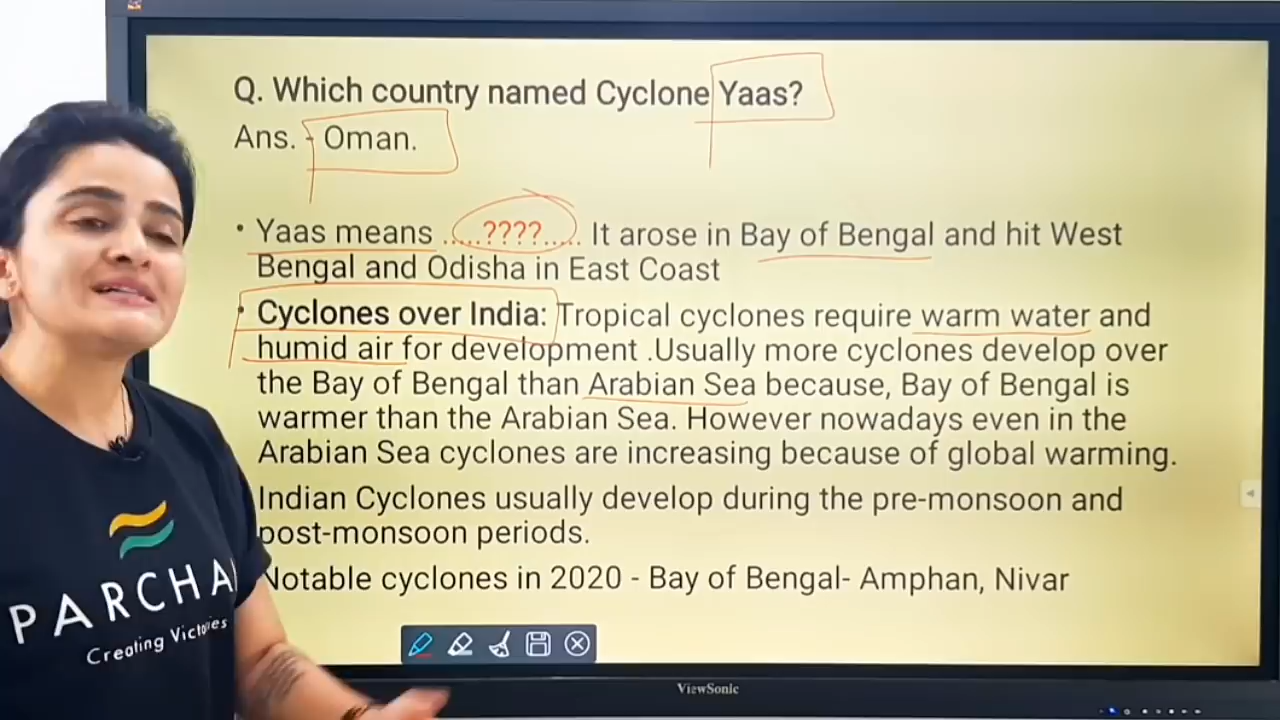 Q. Which country named Cyclone Yaas?
Ans. - Oman.
• Yaas means .....????..... It arose in Bay of Bengal and hit West
Bengal and Odisha in East Coast
• Cyclones over India: Tropical cyclones require warm water and
humid air for development .Usually more cyclones develop over
the Bay of Bengal than Arabian Sea because, Bay of Bengal is
warmer than the Arabian Sea. However nowadays even in the
Arabian Sea cyclones are increasing because of global warming.
Indian Cyclones usually develop during the pre-monsoon and
post-monsoon periods.
Notable cyclones in 2020 - Bay of Bengal- Amphan, Nivar
PARCHA
Creating Victories
ViewSonic